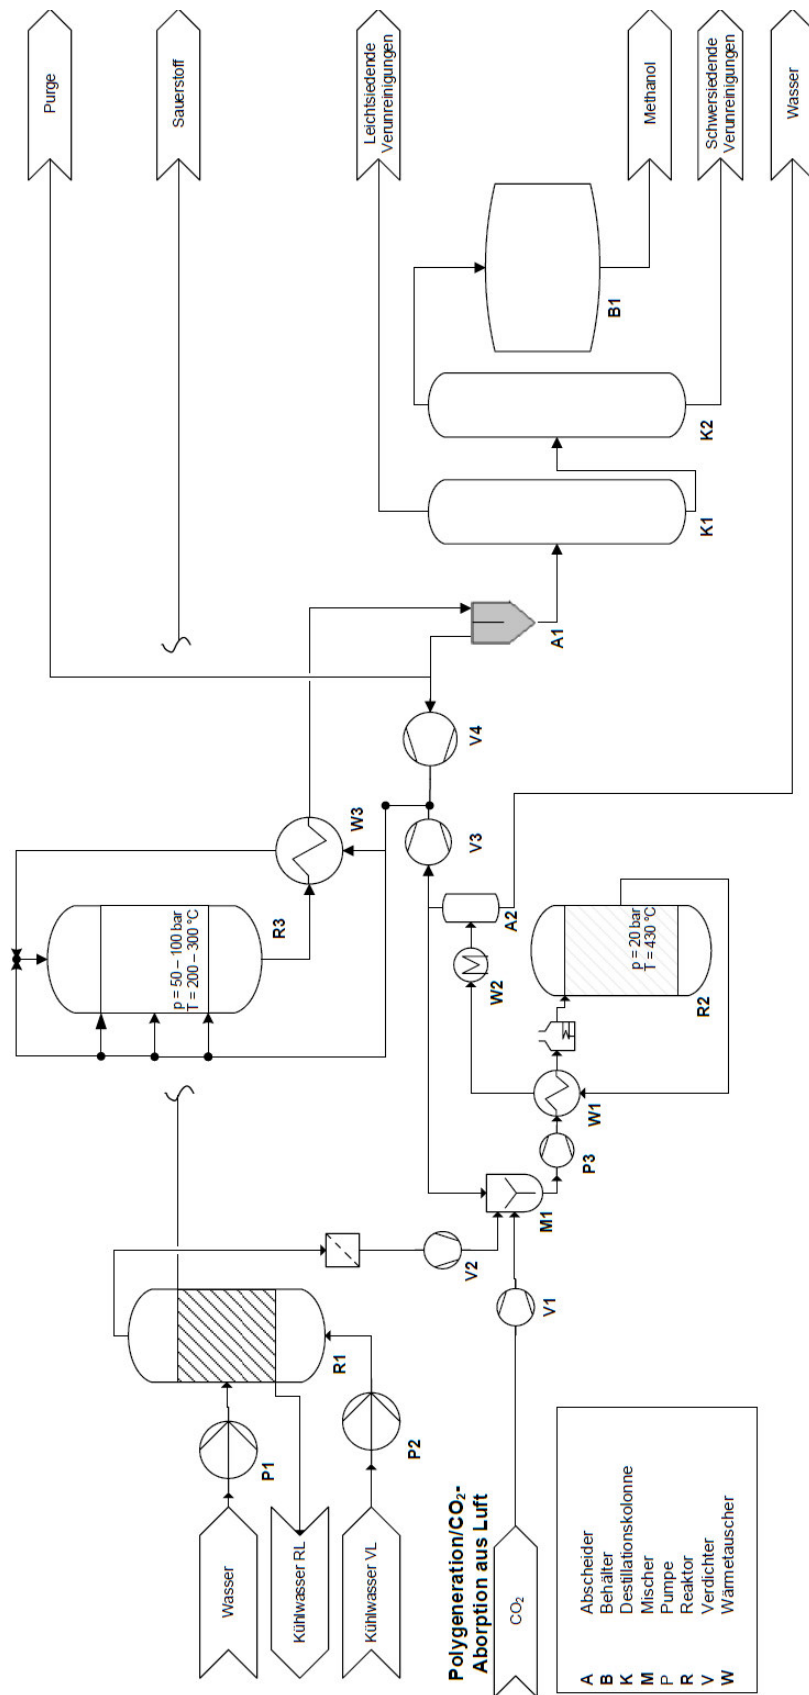 Purge
Sauerstoff
Leichtsiedende
Verunreinigungen
Methanol
Schwersiedende
Verunreinigungen
Wasser
p = 50 – 100 bar
T = 200 – 300 °C
R3
W3
V4
V3
A1
K1
K2
B1
A2
W2
p = 20 bar
T = 430 °C
R2
W1
P3
M1
V2
V1
R1
P1
P2
Wasser
Kühlwasser RL
Kühlwasser VL
Polygeneration/CO₂-
Aborption aus Luft
CO₂
A Abscheider
B Behälter
K Destillationskolonne
M Mischer
P Pumpe
R Reaktor
V Verdichter
W Wärmetauscher